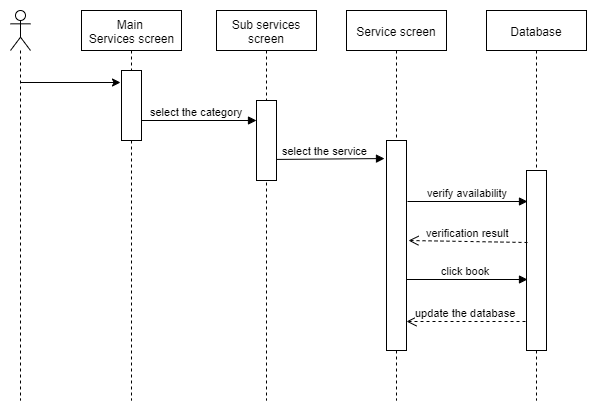 Main
Services screen
Sub services
screen
Service screen
Database
select the category
select the service
verify availability
verification result
click book
update the database